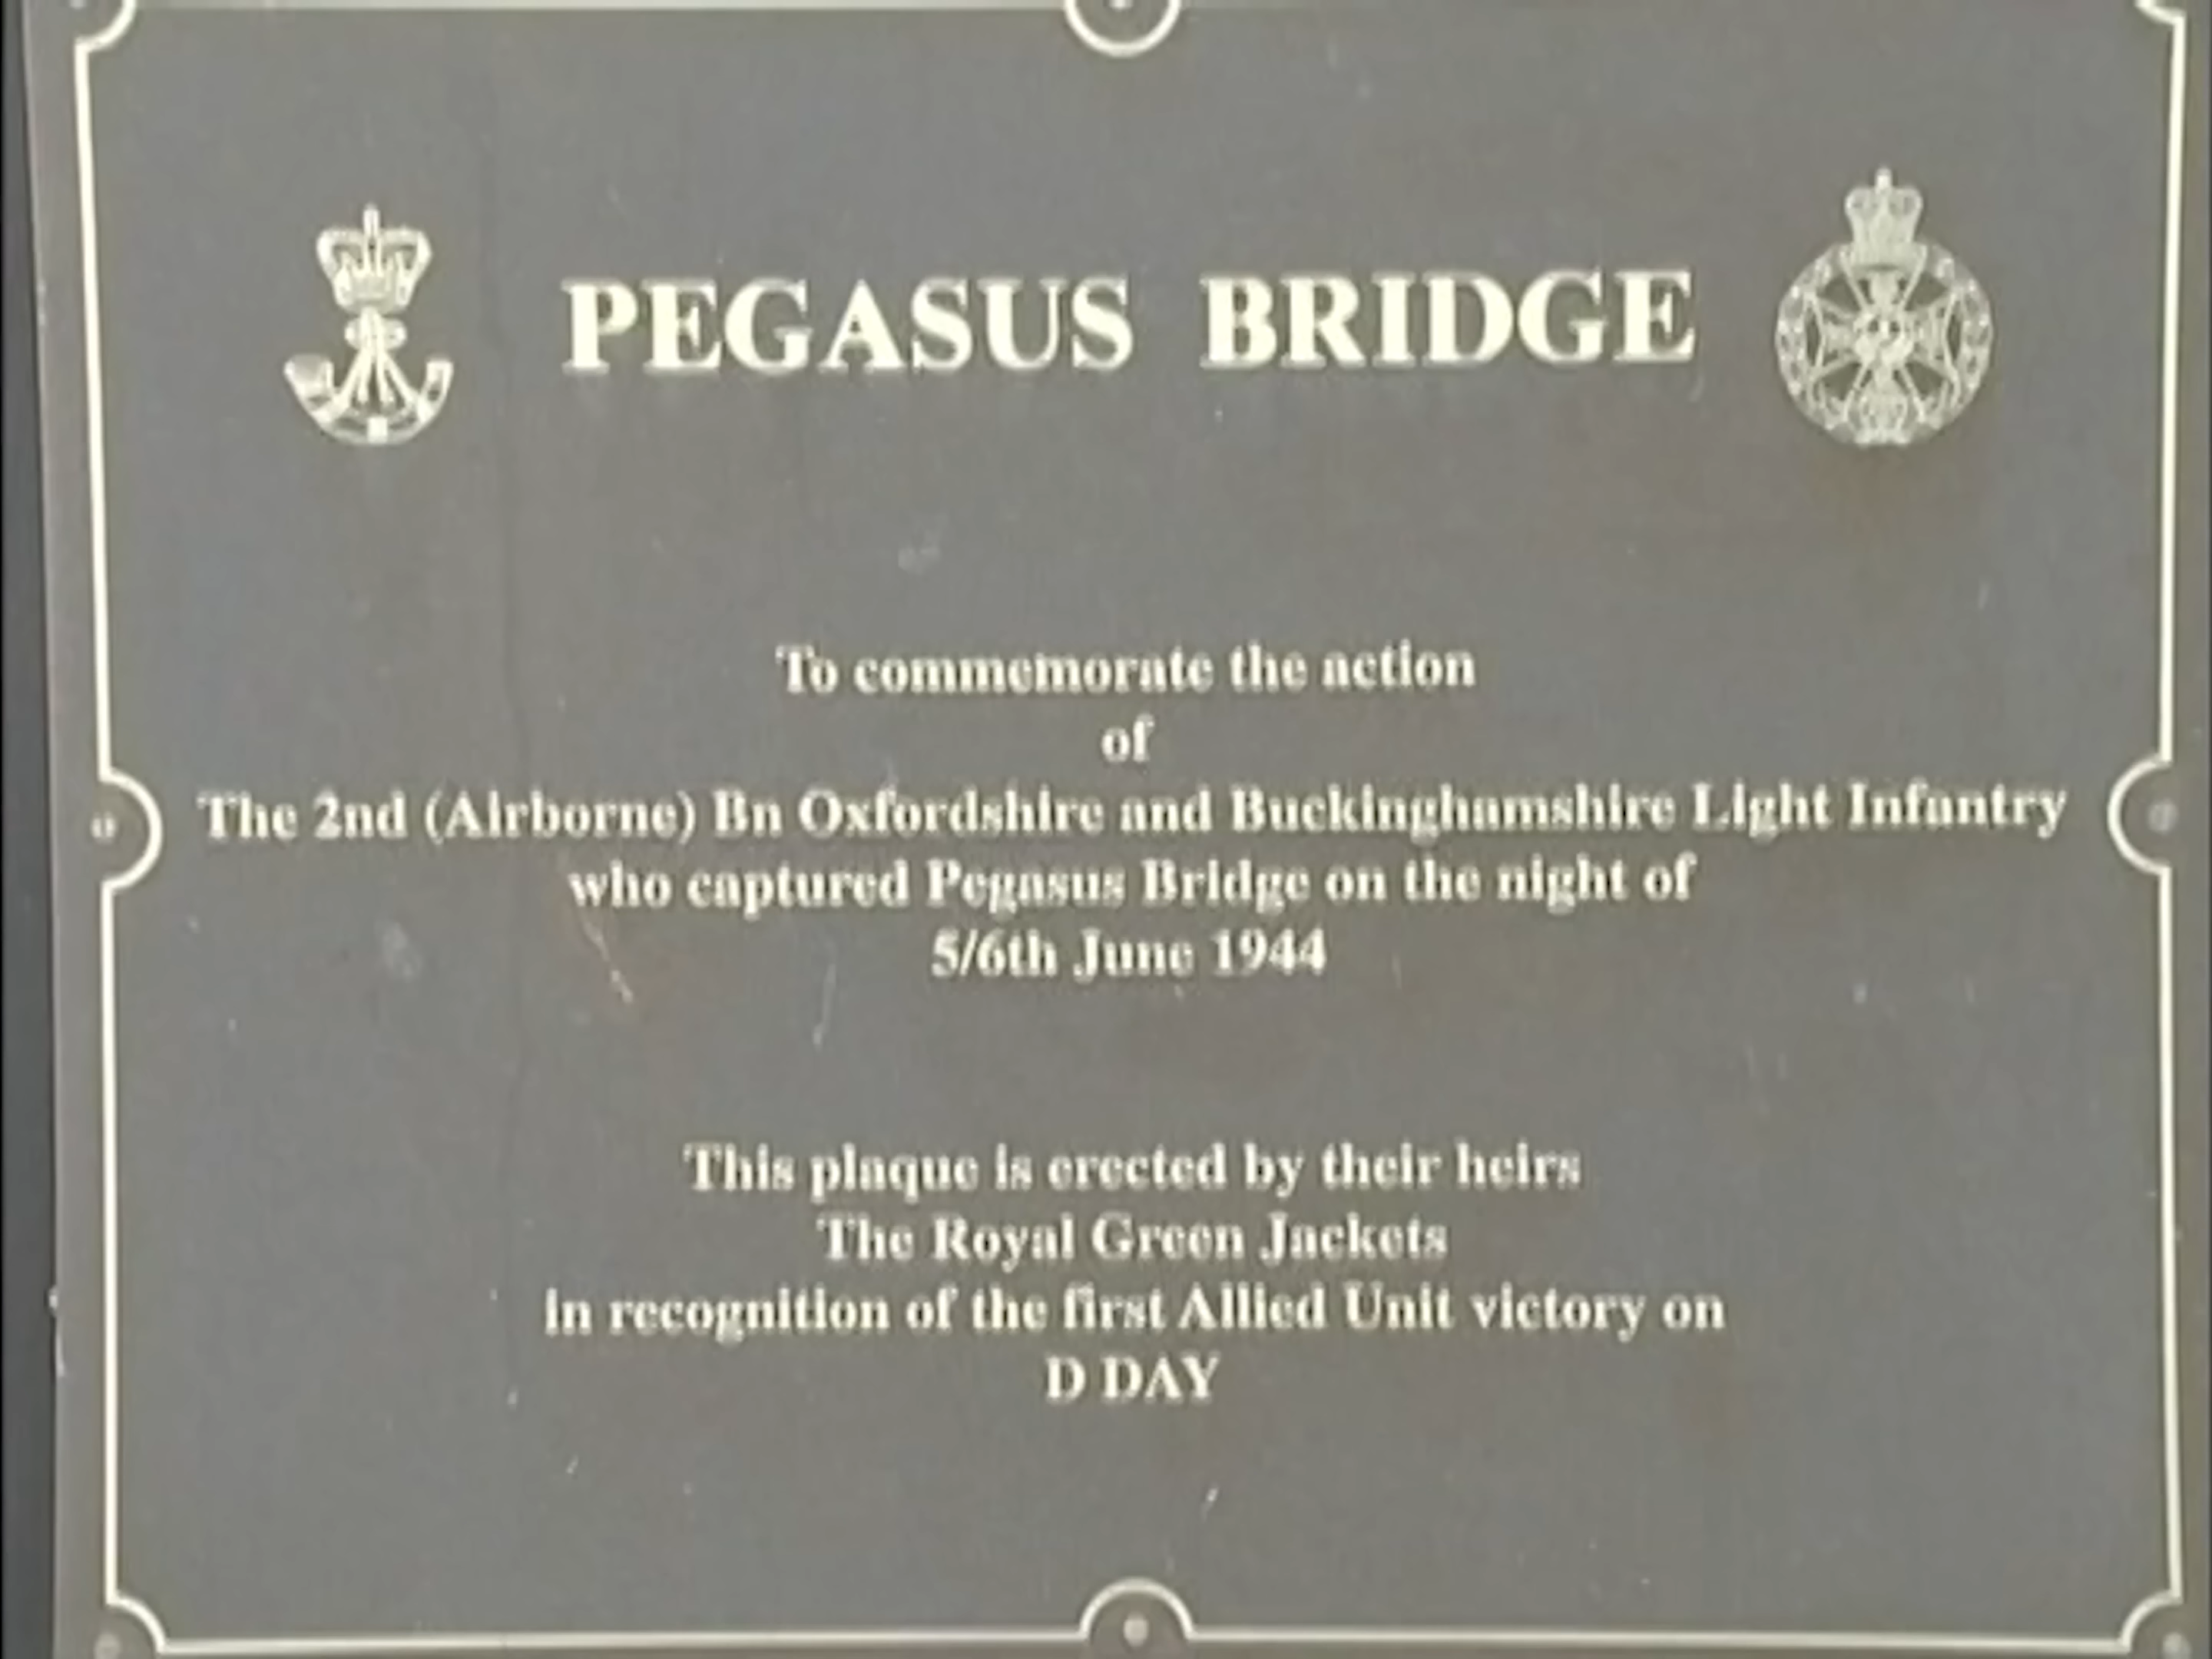 PEGASUS BRIDGE
To commemorate the action
of
The 2nd (Airborne) Bn Oxfordshire and Buckinghamshire Light Infantry
who captured Pegasus Bridge on the night of
5/6th June 1944
This plaque is erected by their heirs
The Royal Green Jackets
in recognition of the first Allied Unit victory on
D DAY